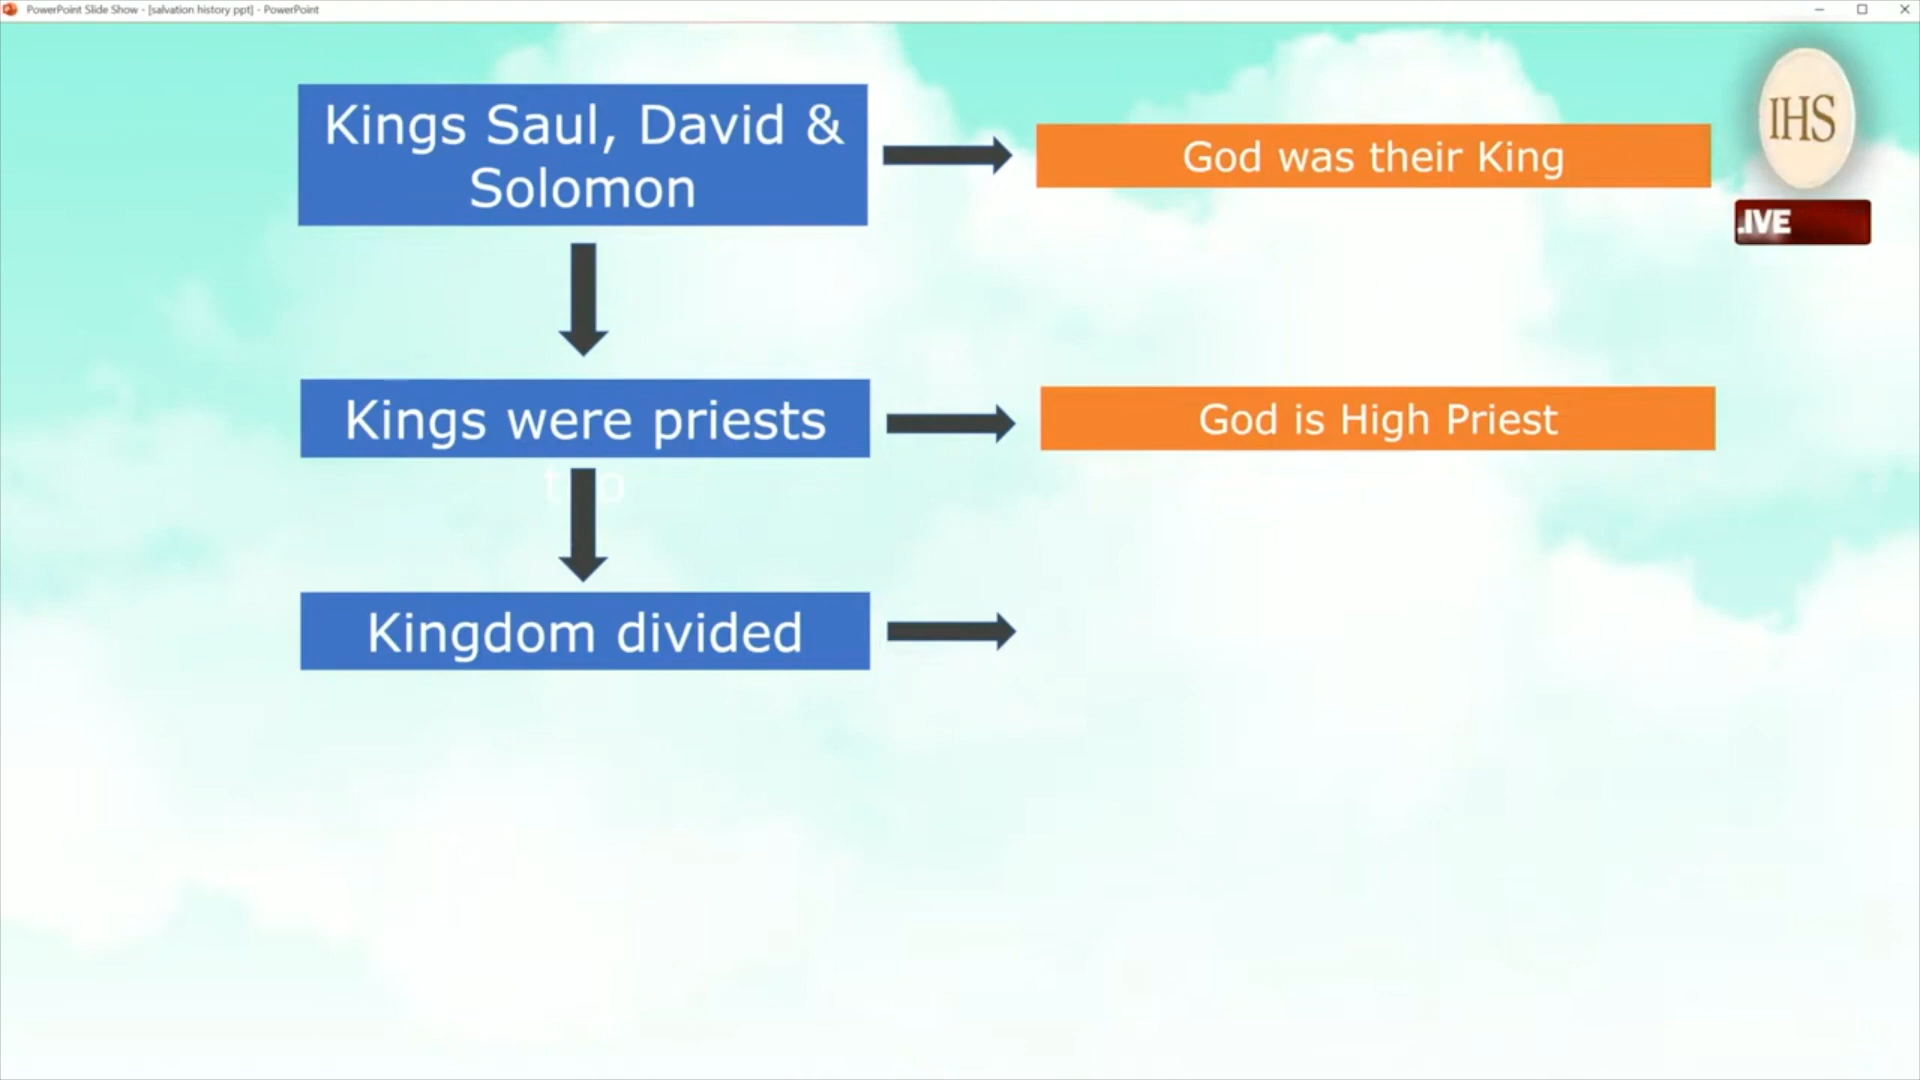 PowerPoint Slide Show - [salvation history ppt] - PowerPoint
Kings Saul, David &
Solomon
God was their King
IHS
LIVE
Kings were priests
God is High Priest
Kingdom divided